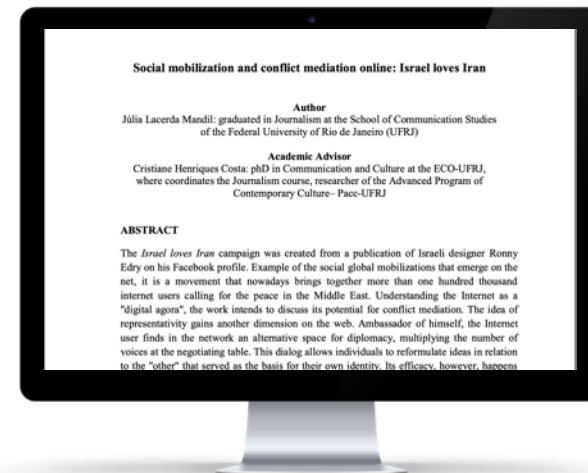 Social mobilization and conflict mediation online: Israel loves Iran
Author
Júlia Lacerda Mandil: graduated in Journalism at the School of Communication Studies
of the Federal University of Rio de Janeiro (UFRJ)
Academic Advisor
Cristiane Henriques Costa: phD in Communication and Culture at the ECO-UFRJ,
where coordinates the Journalism course, researcher of the Advanced Program of
Contemporary Culture– Pacc-UFRJ
ABSTRACT
The Israel loves Iran campaign was created from a publication of Israeli designer Ronny
Edry on his Facebook profile. Example of the social global mobilizations that emerge on the
net, it is a movement that nowadays brings together more than one hundred thousand
internet users calling for the peace in the Middle East. Understanding the Internet as a
"digital agora", the work intends to discuss its potential for conflict mediation. The idea of
representativity gains another dimension on the web. Ambassador of himself, the Internet
user finds in the network an alternative space for diplomacy, multiplying the number of
voices at the negotiating table. This dialog allows individuals to reformulate ideas in relation
to the "other" that served as the basis for their own identity. Its efficacy, however, happens